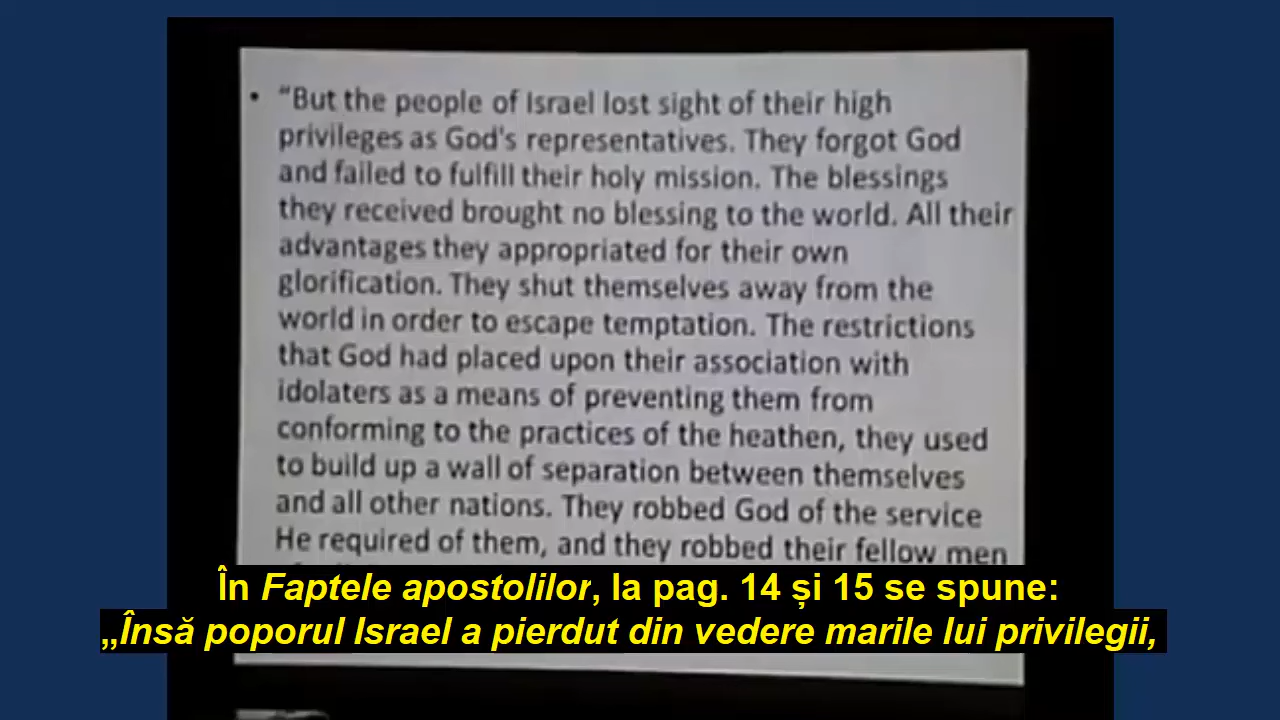 • “But the people of Israel lost sight of their high
privileges as God's representatives. They forgot God
and failed to fulfill their holy mission. The blessings
they received brought no blessing to the world. All their
advantages they appropriated for their own
glorification. They shut themselves away from the
world in order to escape temptation. The restrictions
that God had placed upon their association with
idolaters as a means of preventing them from
conforming to the practices of the heathen, they used
to build up a wall of separation between themselves
and all other nations. They robbed God of the service
He required of them, and they robbed their fellow men
În Faptele apostolilor, la pag. 14 și 15 se spune:
„Însă poporul Israel a pierdut din vedere marile lui privilegii,